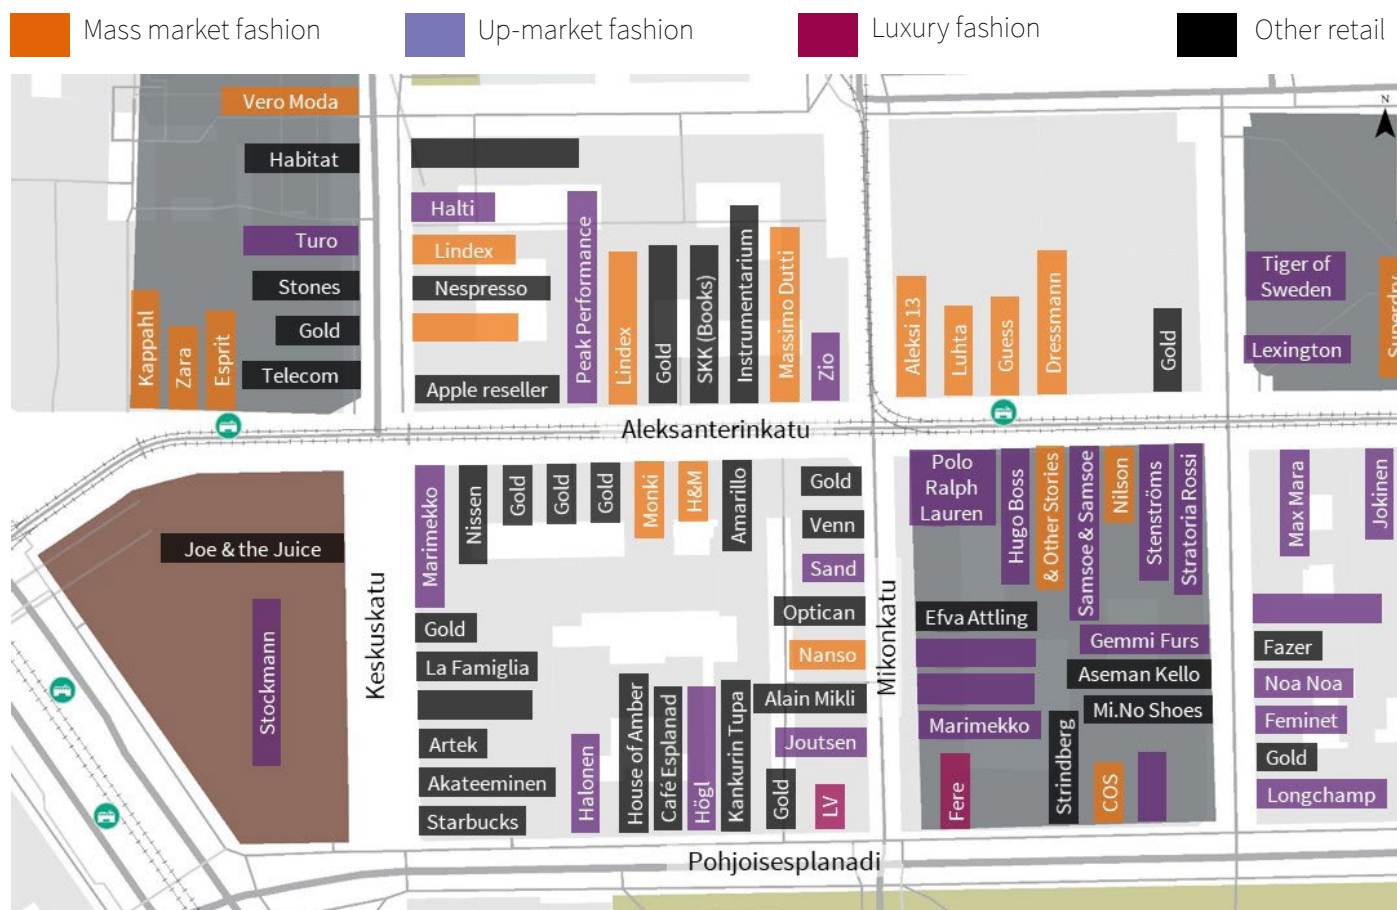 Mass market fashion
Up-market fashion
Luxury fashion
Other retail
N
Vero Moda
Habitat
Turo
Stones
Gold
Telecom
Kappahl
Zara
Esprit
Halti
Lindex
Nespresso
Apple reseller
Peak Performance
Lindex
Gold
SKK (Books)
Instrumentarium
Massimo Dutti
Zio
Aleksi 13
Luhta
Guess
Dressmann
Gold
Tiger of
Sweden
Lexington
Superdry
Aleksanterinkatu
Joe & the Juice
Stockmann
Keskuskatu
Marimekko
Nissen
Gold
Gold
Gold
Monki
H&M
Amarillo
Gold
Venn
Sand
Optican
Nanso
Alain Mikli
Joutsen
Gold
La Famiglia
Artek
Akateeminen
Starbucks
Halonen
House of Amber
Café Esplanad
Högl
Kankurin Tupa
Gold
LV
Mikonkatu
Polo
Ralph
Lauren
Hugo Boss
& Other Stories
Samsoe & Samsoe
Nilson
Stenströms
Stratoria Rossi
Efva Attling
Gemmi Furs
Aseman Kello
Mi.No Shoes
Marimekko
Fere
Strindberg
COS
Max Mara
Jokinen
Fazer
Noa Noa
Feminet
Gold
Longchamp
Pohjoisesplanadi